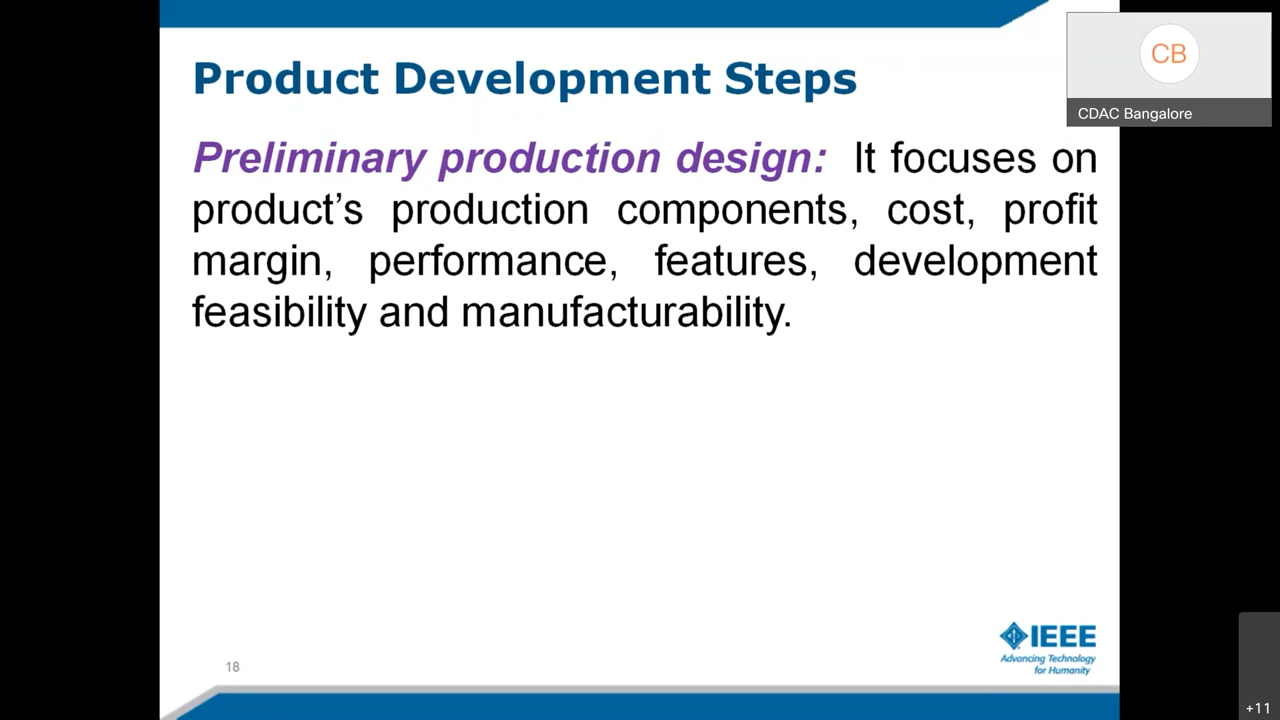 Product Development Steps
CB
CDAC Bangalore
Preliminary production design: It focuses on
product’s production components, cost, profit
margin, performance, features, development
feasibility and manufacturability.
18
IEEE
Advancing Technology
for Humanity
+11